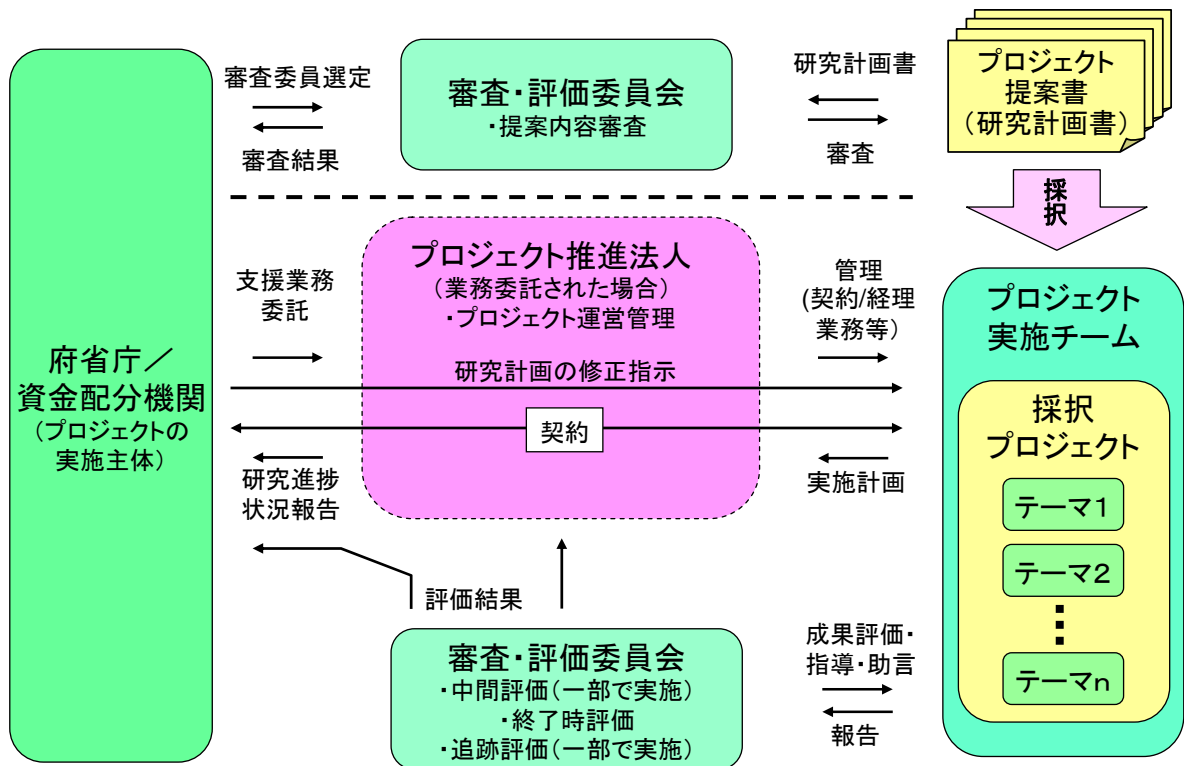 審査委員選定
審査結果
審査・評価委員会
・提案内容審査
研究計画書
審査
プロジェクト
提案書
(研究計画書)
採
択
府省庁／
資金配分機関
(プロジェクトの
実施主体)
支援業務
委託
プロジェクト推進法人
(業務委託された場合)
・プロジェクト運営管理
管理
(契約/経理
業務等)
研究計画の修正指示
契約
研究進捗
状況報告
実施計画
プロジェクト
実施チーム
採択
プロジェクト
テーマ1
テーマ2
テーマn
評価結果
審査・評価委員会
・中間評価(一部で実施)
・終了時評価
・追跡評価(一部で実施)
成果評価・
指導・助言
報告